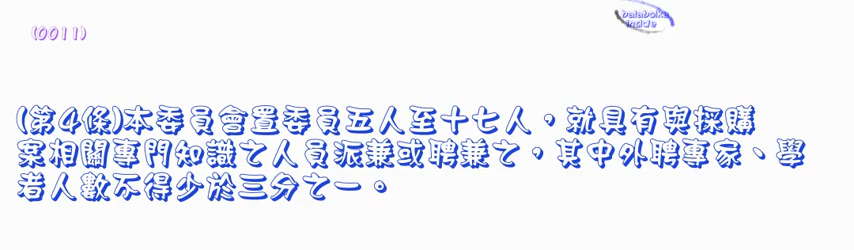 (0011)
balabolka
inside
(第4條)本委員會置委員五人至十七人，就具有與採購
案相關專門知識之人員派兼或聘兼之，其中外聘專家、學
者人數不得少於三分之一。